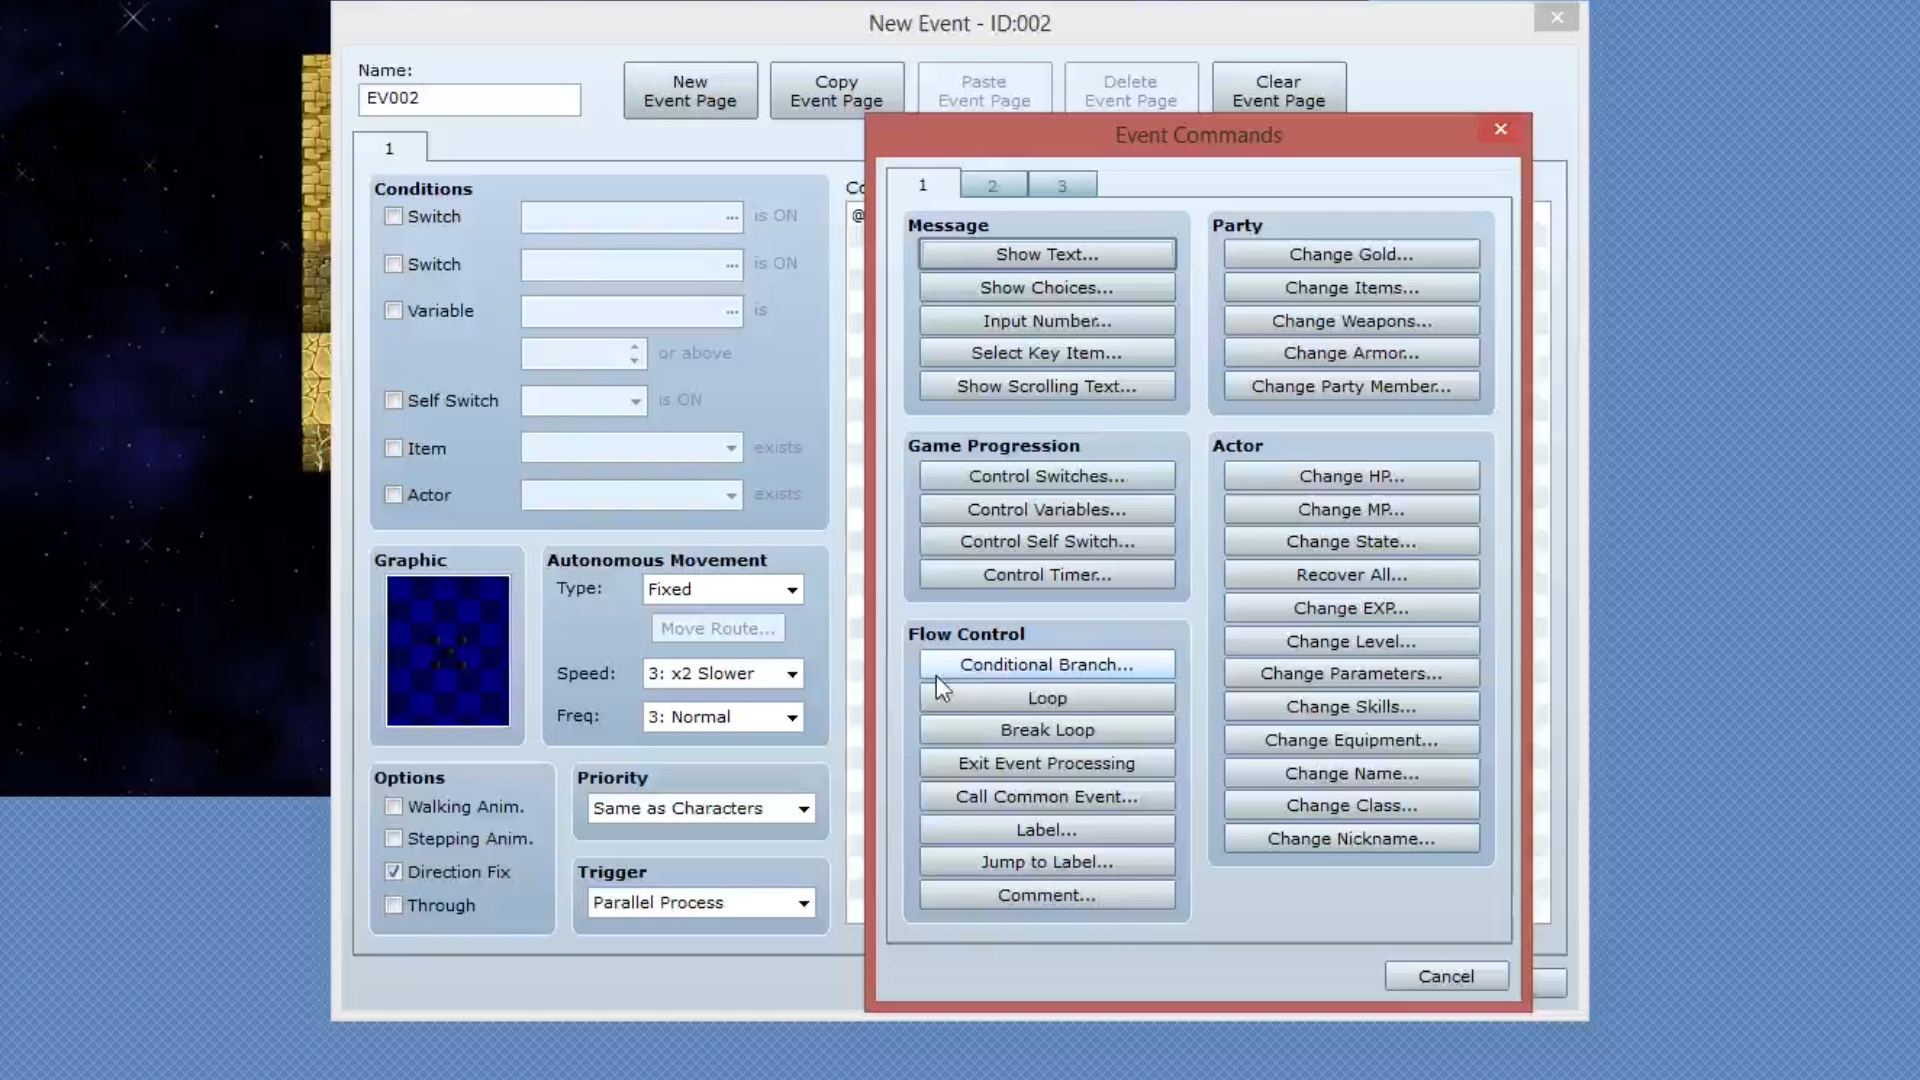 New Event - ID:002
Name:
EV002
New
Event Page
Copy
Event Page
Paste
Event Page
Delete
Event Page
Clear
Event Page
1
Conditions
Switch ... is ON
Switch ... is ON
Variable ... is
or above
Self Switch is ON
Item exists
Actor exists
Graphic
Autonomous Movement
Type: Fixed
Move Route...
Speed: 3: x2 Slower
Freq: 3: Normal
Options
Walking Anim.
Stepping Anim.
Direction Fix
Through
Priority
Same as Characters
Trigger
Parallel Process
Co
@
Event Commands
1 2 3
Message
Show Text...
Show Choices...
Input Number...
Select Key Item...
Show Scrolling Text...
Game Progression
Control Switches...
Control Variables...
Control Self Switch...
Control Timer...
Flow Control
Conditional Branch...
Loop
Break Loop
Exit Event Processing
Call Common Event...
Label...
Jump to Label...
Comment...
Party
Change Gold...
Change Items...
Change Weapons...
Change Armor...
Change Party Member...
Actor
Change HP...
Change MP...
Change State...
Recover All...
Change EXP...
Change Level...
Change Parameters...
Change Skills...
Change Equipment...
Change Name...
Change Class...
Change Nickname...
Cancel